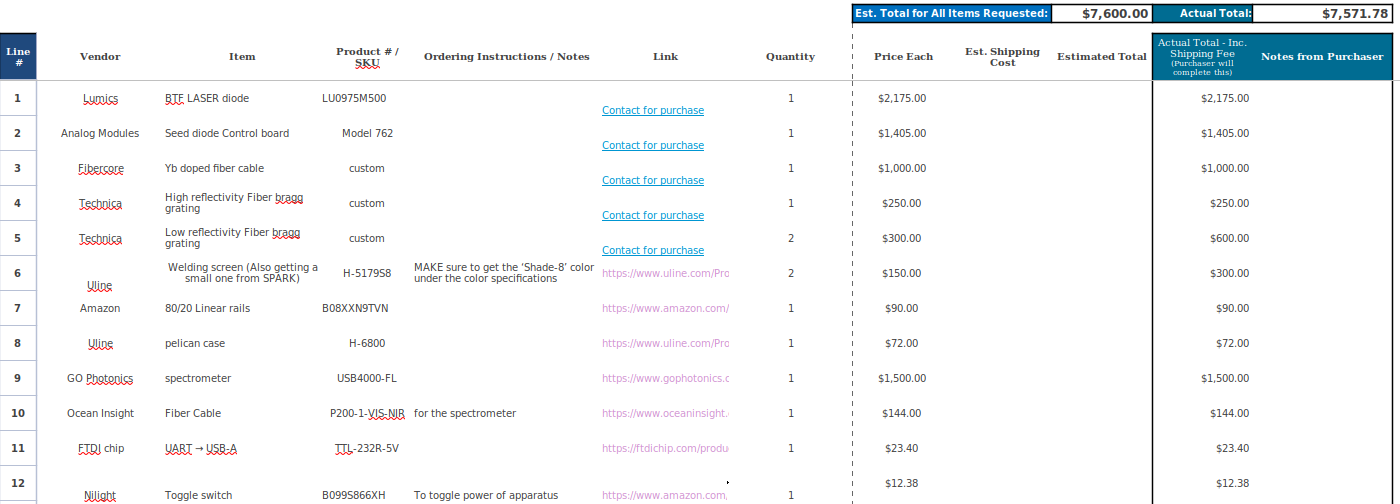 Est. Total for All Items Requested: $7,600.00 Actual Total: $7,571.78
Line # Vendor Item Product # / SKU Ordering Instructions / Notes Link Quantity Price Each Est. Shipping Cost Estimated Total Actual Total - Inc. Shipping Fee (Purchaser will complete this) Notes from Purchaser
1 Lumics BTF LASER diode LU0975M500 Contact for purchase 1 $2,175.00 $2,175.00
2 Analog Modules Seed diode Control board Model 762 Contact for purchase 1 $1,405.00 $1,405.00
3 Fibercore Yb doped fiber cable custom Contact for purchase 1 $1,000.00 $1,000.00
4 Technica High reflectivity Fiber bragg grating custom Contact for purchase 1 $250.00 $250.00
5 Technica Low reflectivity Fiber bragg grating custom Contact for purchase 2 $300.00 $600.00
6 Uline Welding screen (Also getting a small one from SPARK) H-5179S8 MAKE sure to get the ‘Shade-8’ color under the color specifications https://www.uline.com/Pro 2 $150.00 $300.00
7 Amazon 80/20 Linear rails B08XXN9TVN https://www.amazon.com/ 1 $90.00 $90.00
8 Uline pelican case H-6800 https://www.uline.com/Pro 1 $72.00 $72.00
9 GO Photonics spectrometer USB4000-FL https://www.gophotonics.c 1 $1,500.00 $1,500.00
10 Ocean Insight Fiber Cable P200-1-VIS-NIR for the spectrometer https://www.oceaninsight. 1 $144.00 $144.00
11 FTDI chip UART → USB-A TTL-232R-5V https://ftdichip.com/produ 1 $23.40 $23.40
12 Nilight Toggle switch B099S866XH To toggle power of apparatus https://www.amazon.com, 1 $12.38 $12.38